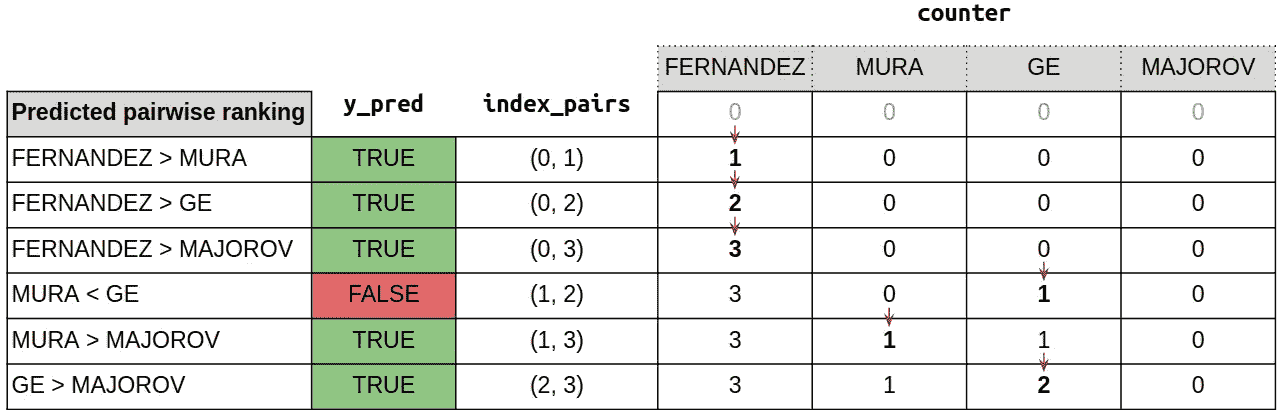 counter
FERNANDEZ MURA GE MAJOROV
Predicted pairwise ranking y_pred index_pairs 0 0 0 0
FERNANDEZ > MURA TRUE (0, 1) 1 0 0 0
FERNANDEZ > GE TRUE (0, 2) 2 0 0 0
FERNANDEZ > MAJOROV TRUE (0, 3) 3 0 0 0
MURA < GE FALSE (1, 2) 3 0 1 0
MURA > MAJOROV TRUE (1, 3) 3 1 1 0
GE > MAJOROV TRUE (2, 3) 3 1 2 0